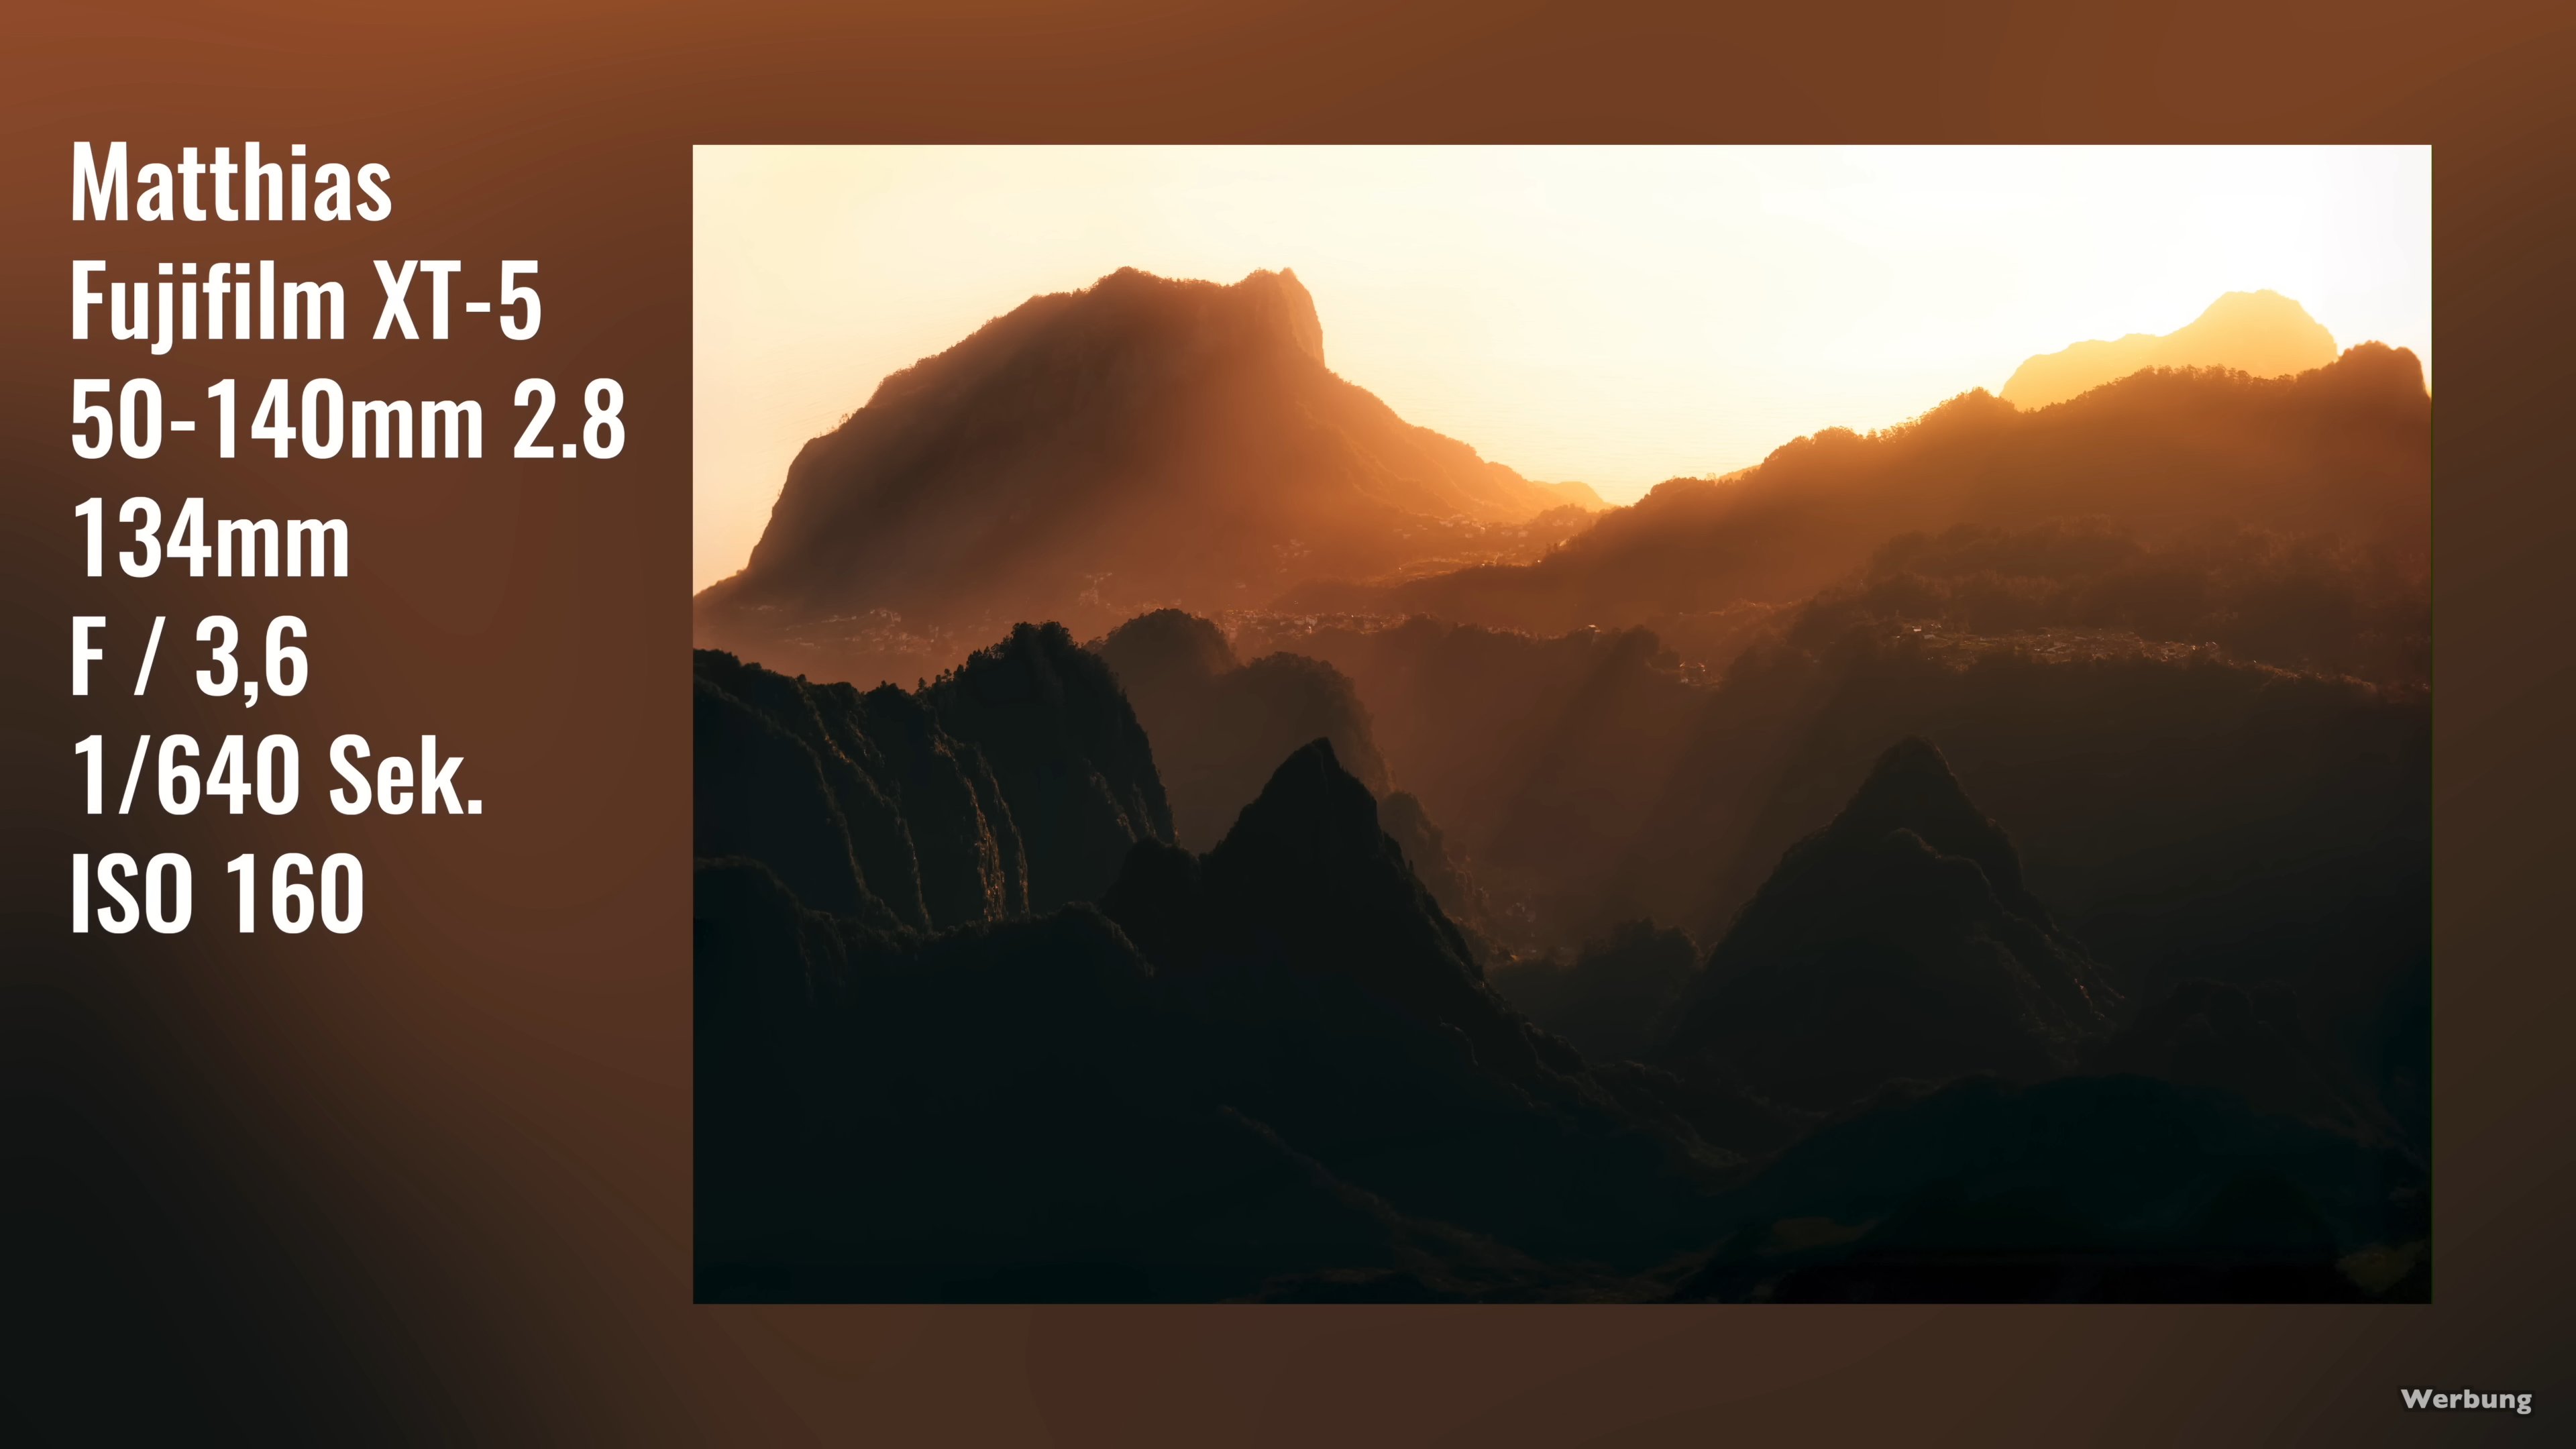 Matthias
Fujifilm XT-5
50-140mm 2.8
134mm
F / 3,6
1/640 Sek.
ISO 160
Werbung